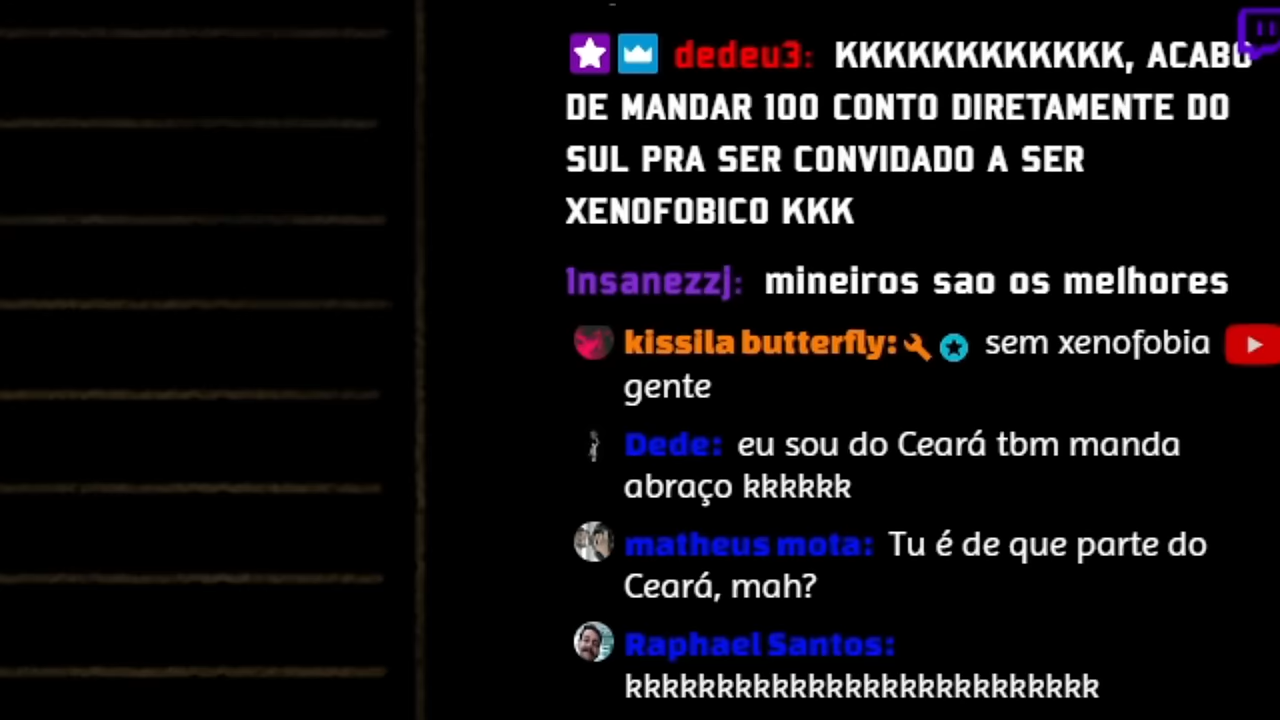 dedeu3: KKKKKKKKKKKK, ACABO
DE MANDAR 100 CONTO DIRETAMENTE DO
SUL PRA SER CONVIDADO A SER
XENOFOBICO KKK
1nsanezzj: mineiros sao os melhores
kissila butterfly: sem xenofobia
gente
Dede: eu sou do Ceará tbm manda
abraço kkkkkk
matheus mota: Tu é de que parte do
Ceará, mah?
Raphael Santos:
kkkkkkkkkkkkkkkkkkkkkkkkkk